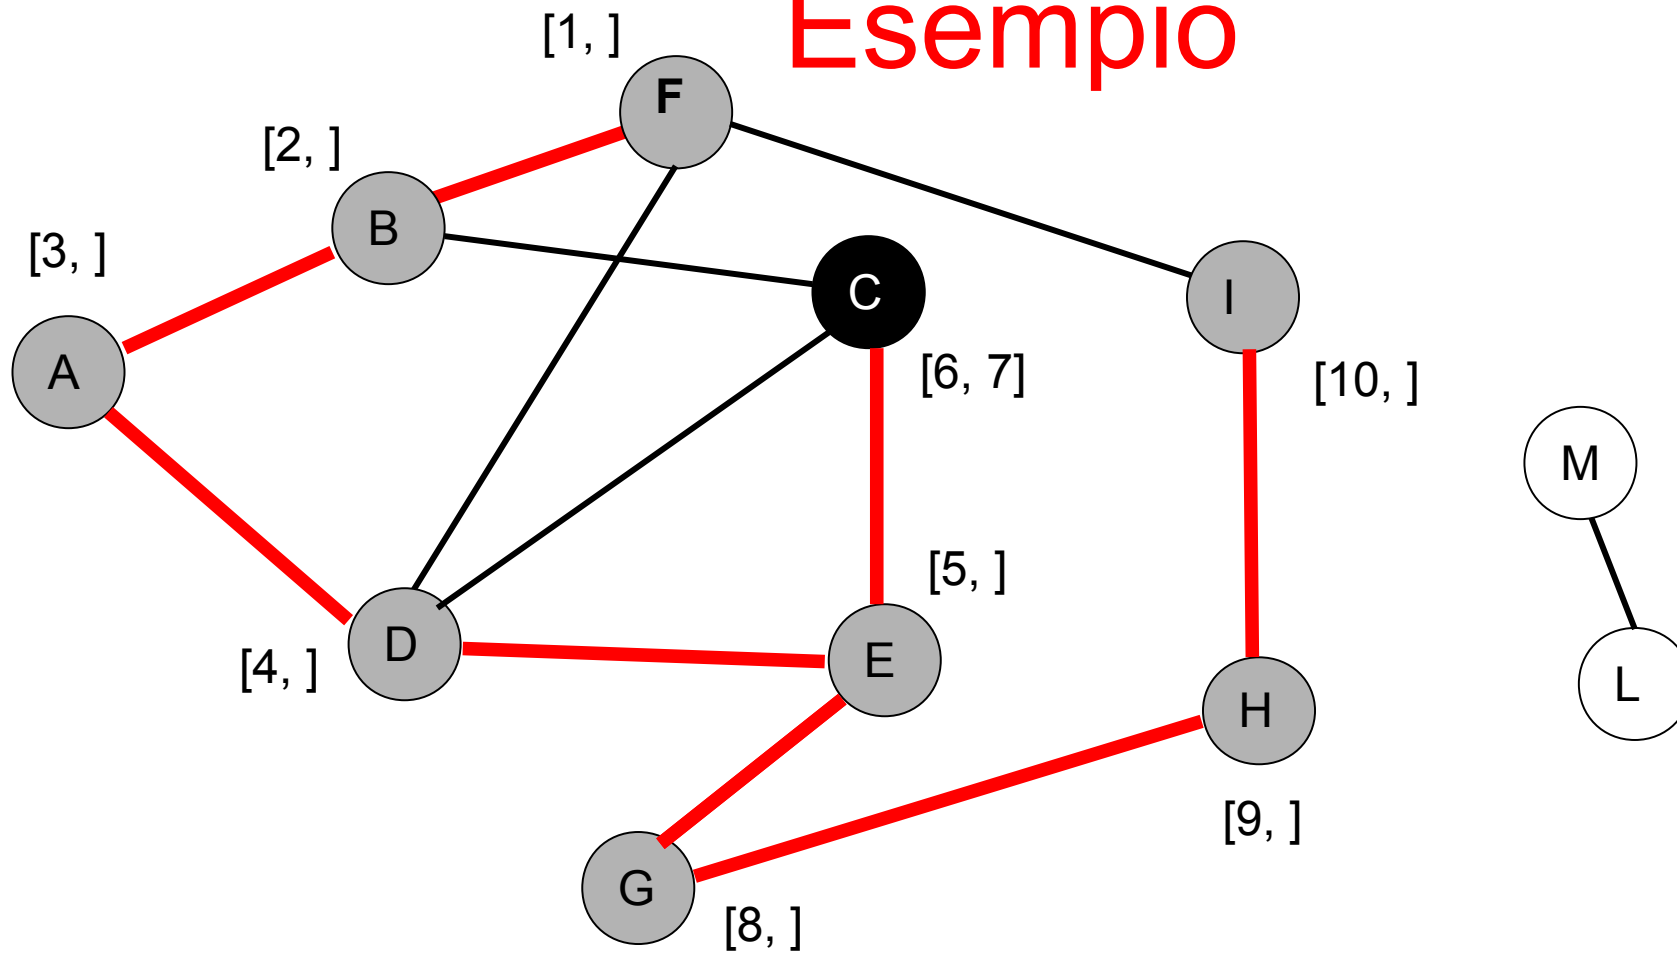 Esempio
[1, ]
F
[2, ]
B
[3, ]
A
C
[6, 7]
I
[10, ]
M
[5, ]
D
[4, ]
E
H
L
[9, ]
G
[8, ]